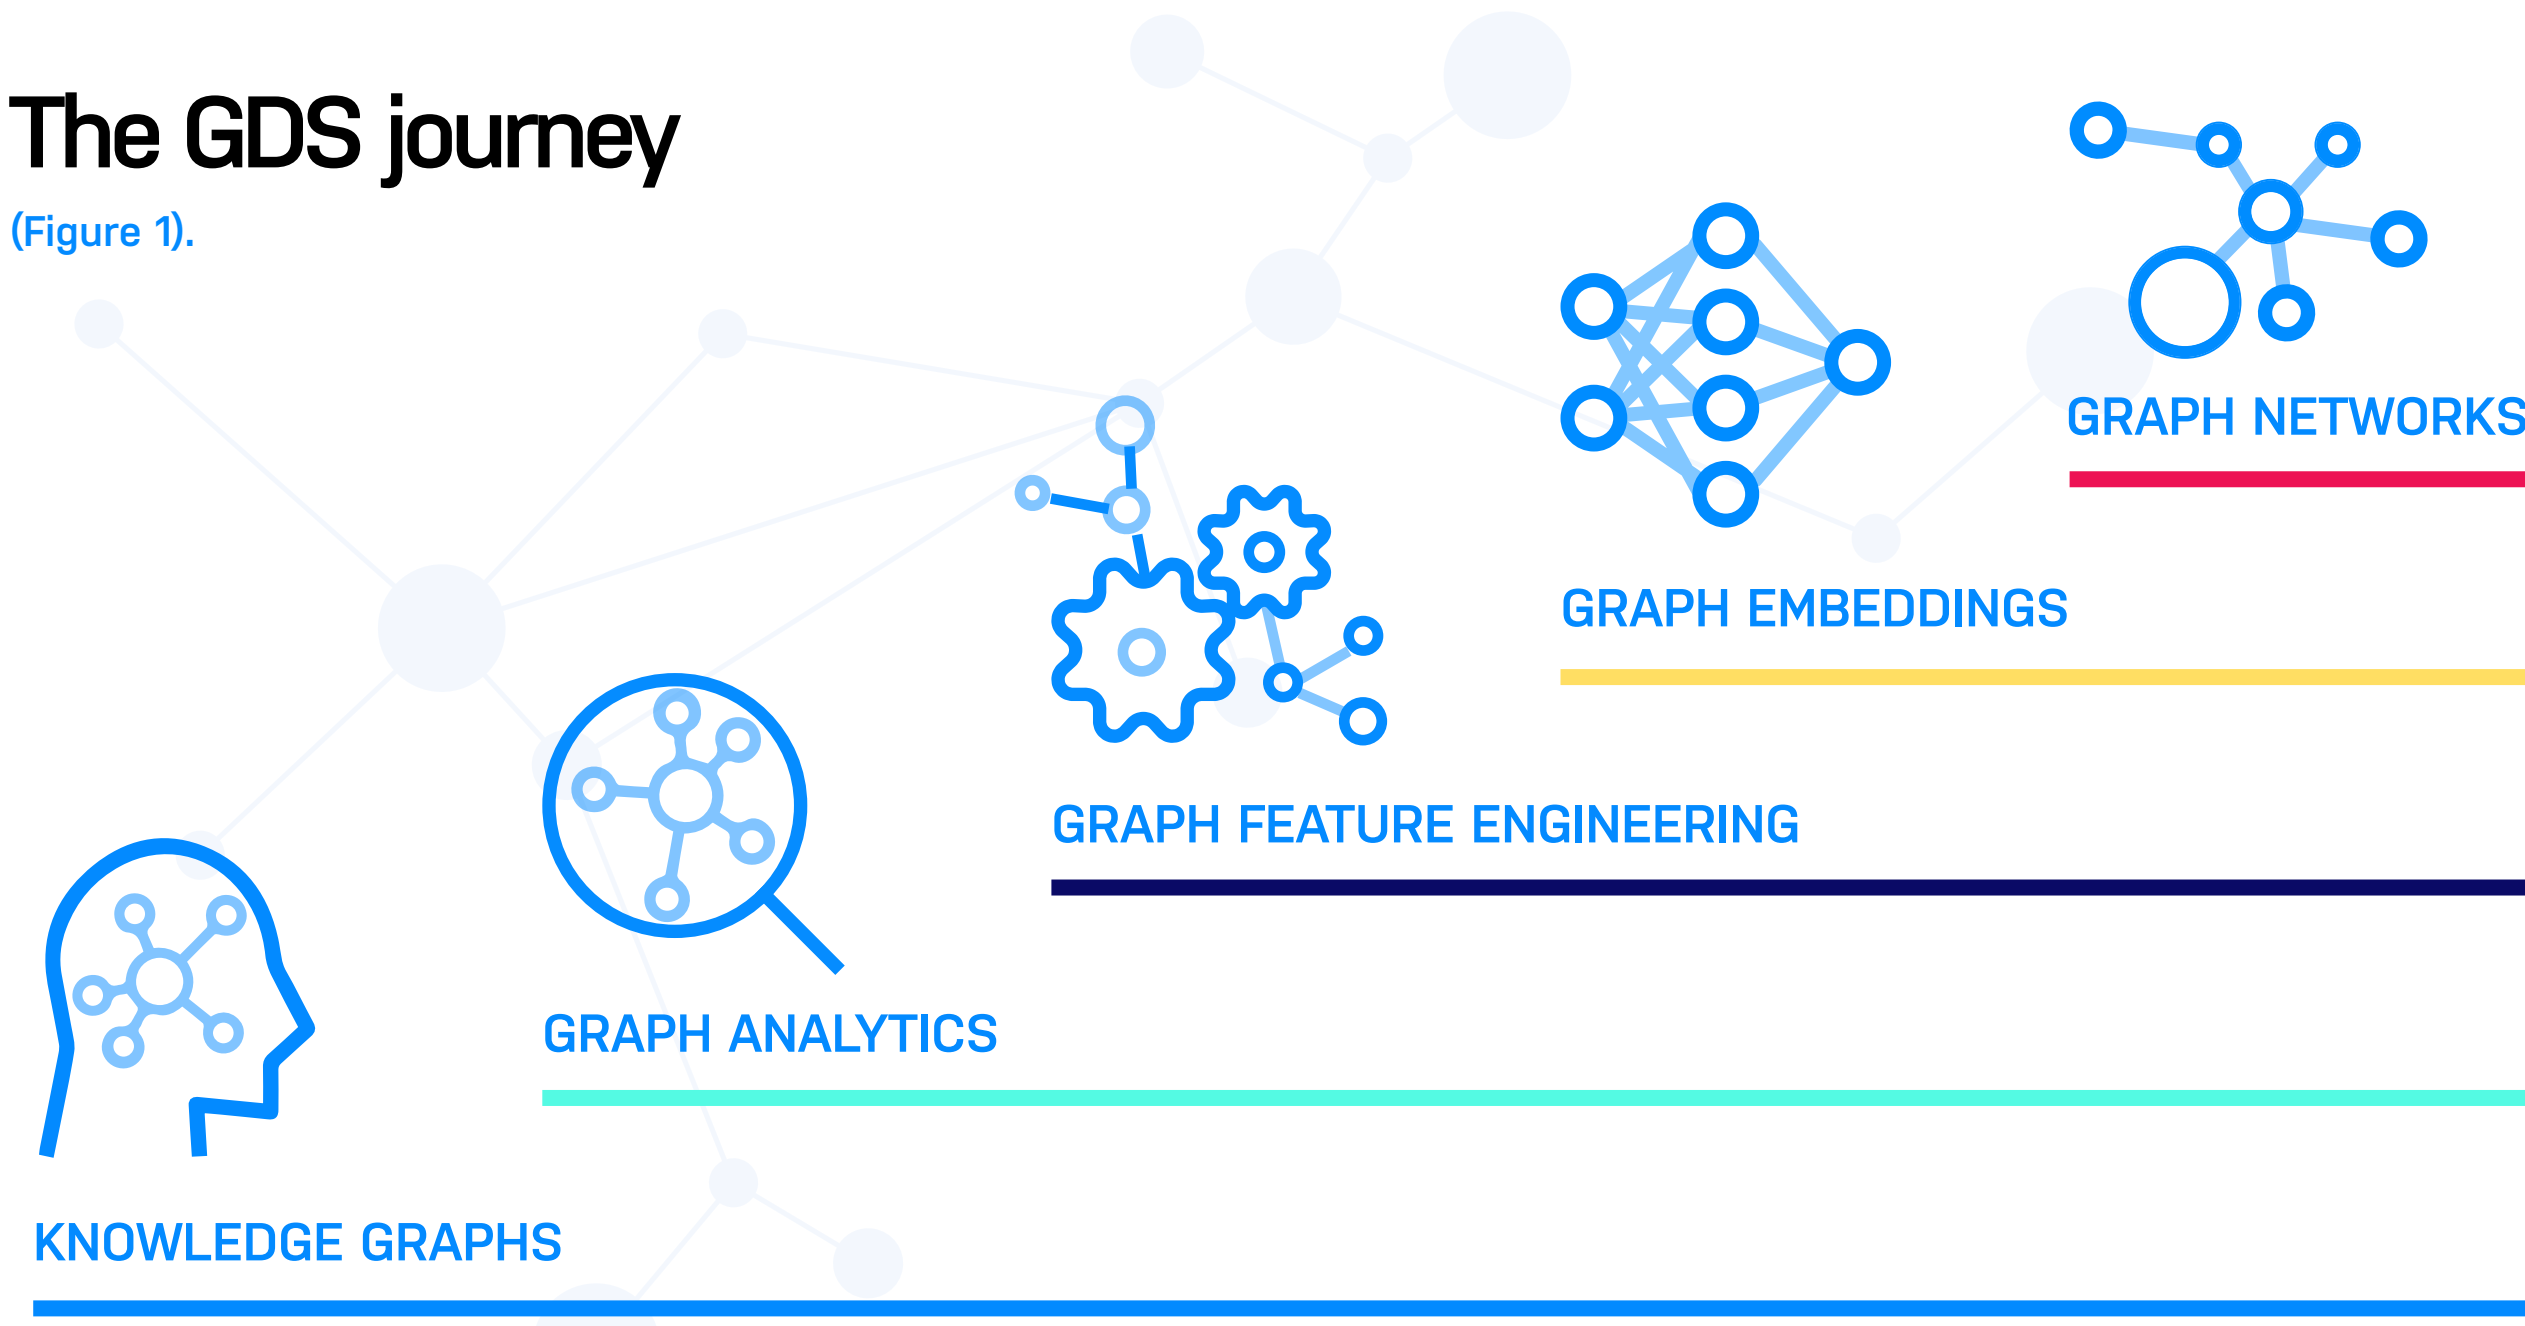 The GDS journey
(Figure 1).
GRAPH NETWORKS
GRAPH EMBEDDINGS
GRAPH FEATURE ENGINEERING
GRAPH ANALYTICS
KNOWLEDGE GRAPHS